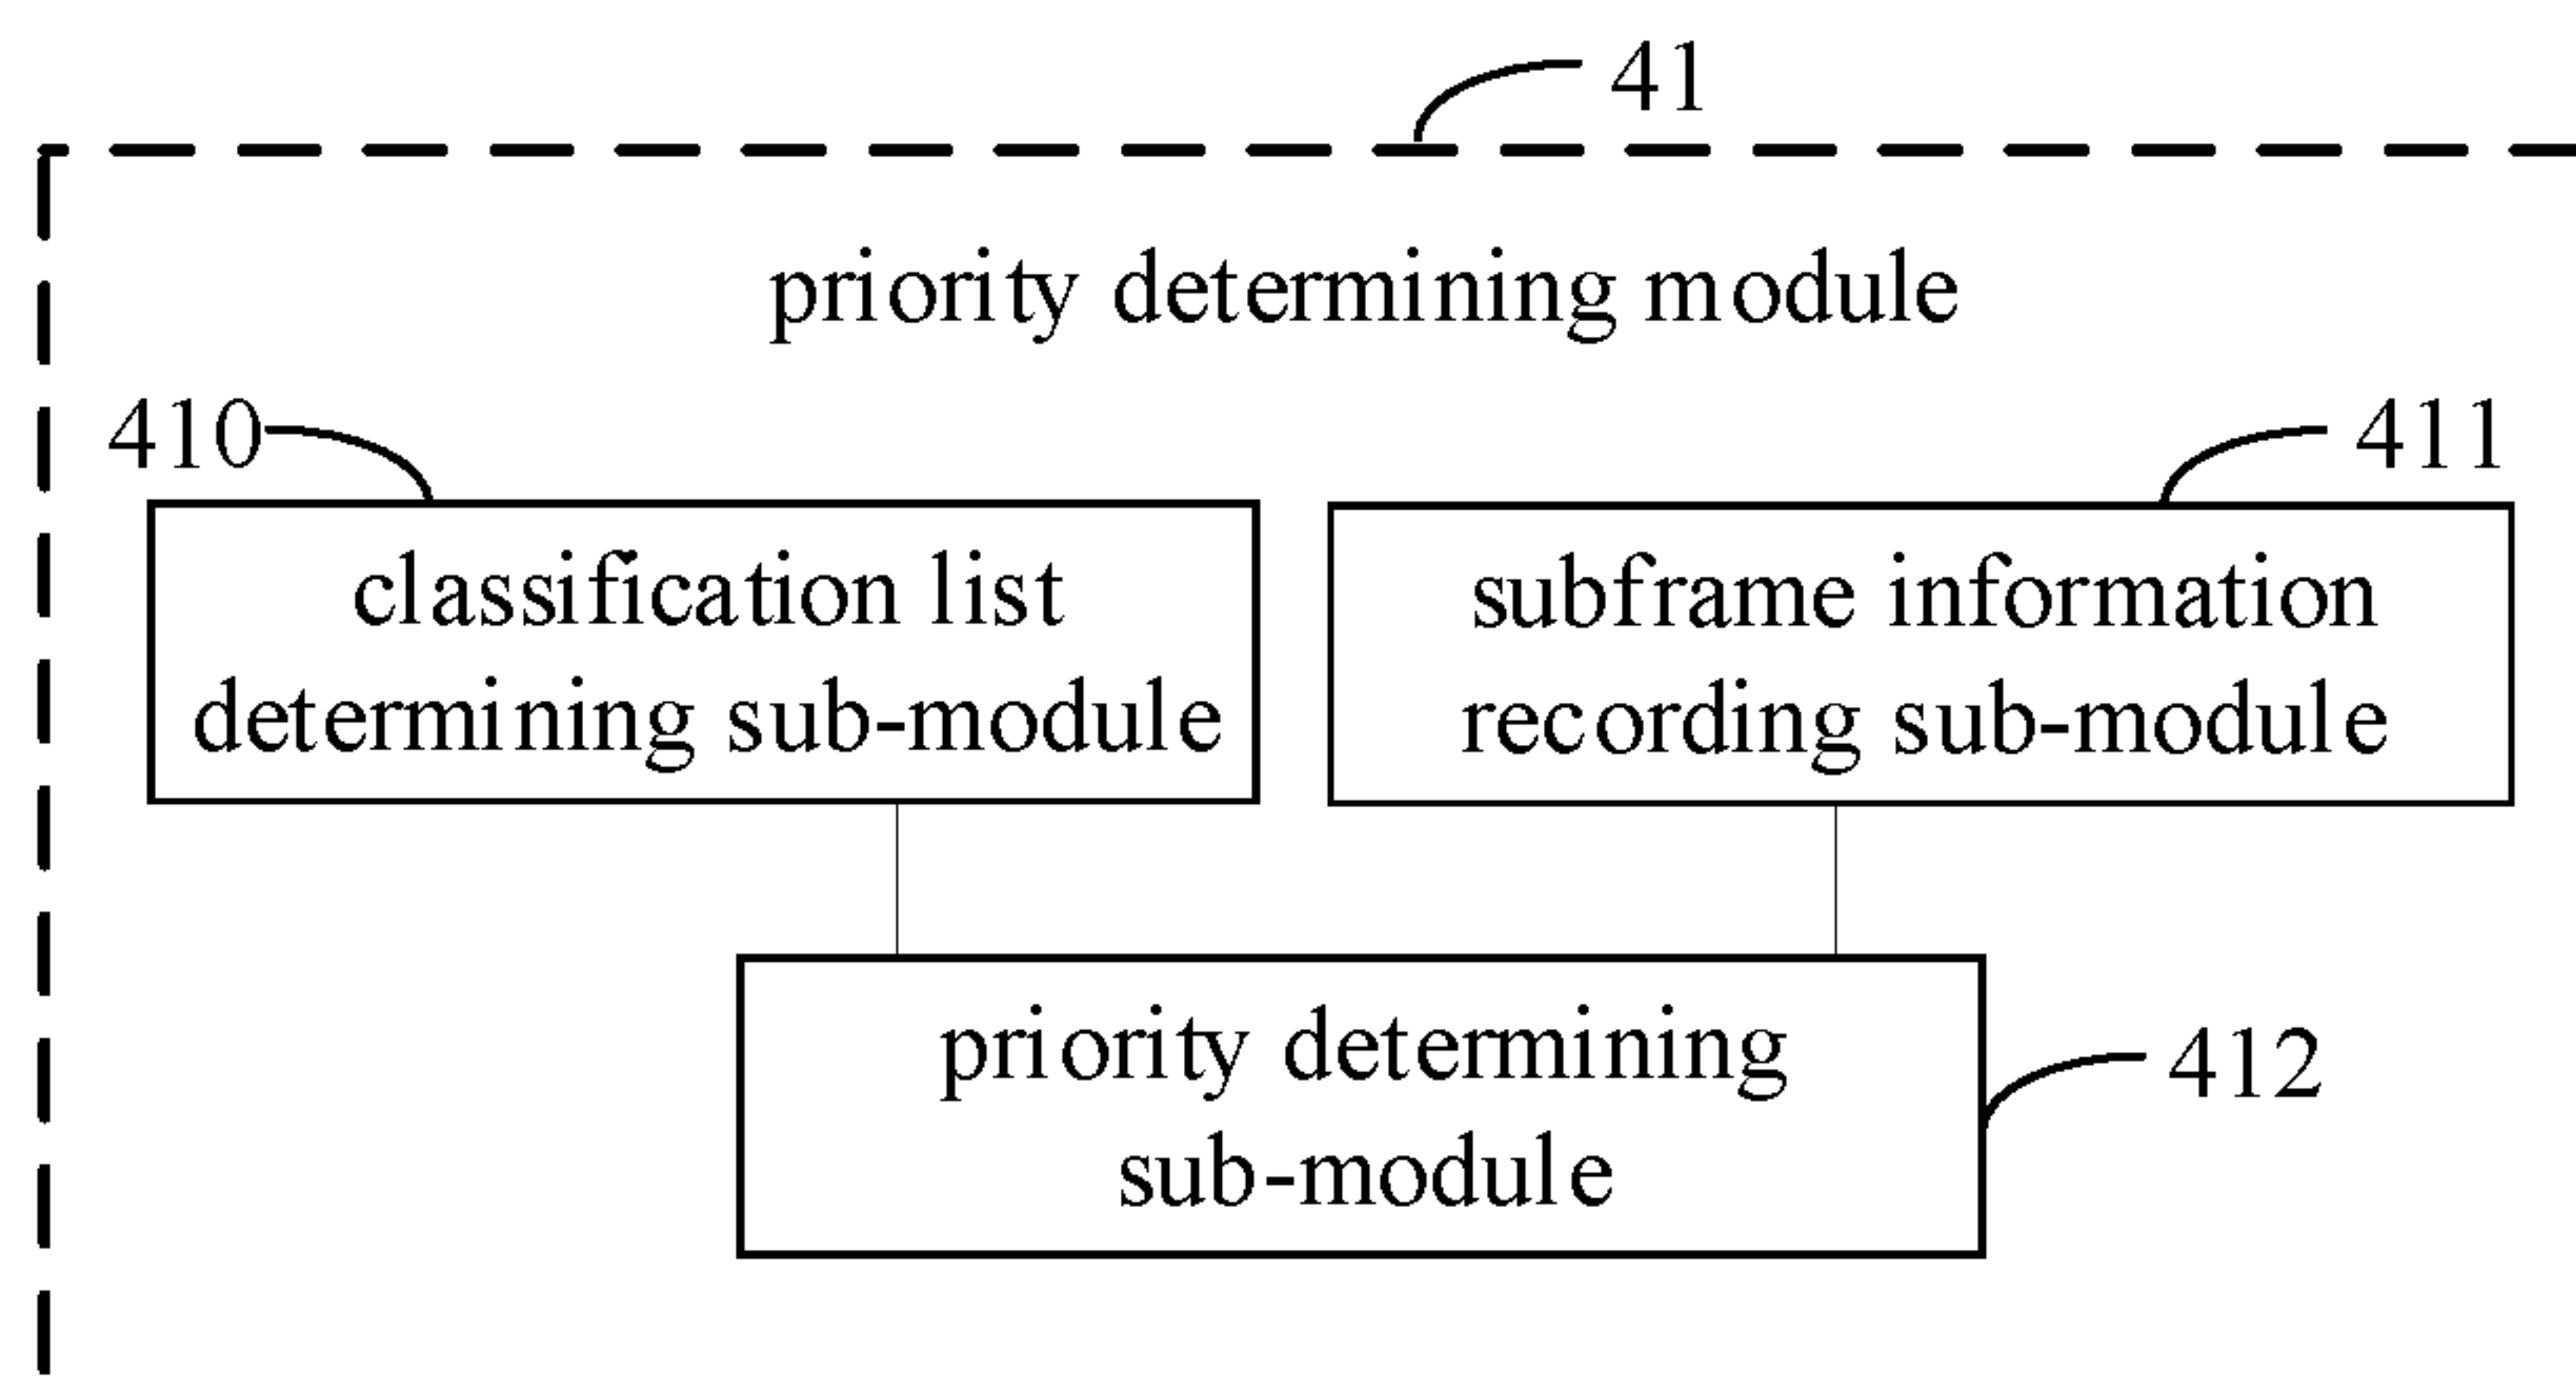 41
priority determining module
410
411
classification list
determining sub-module
subframe information
recording sub-module
priority determining
sub-module
412